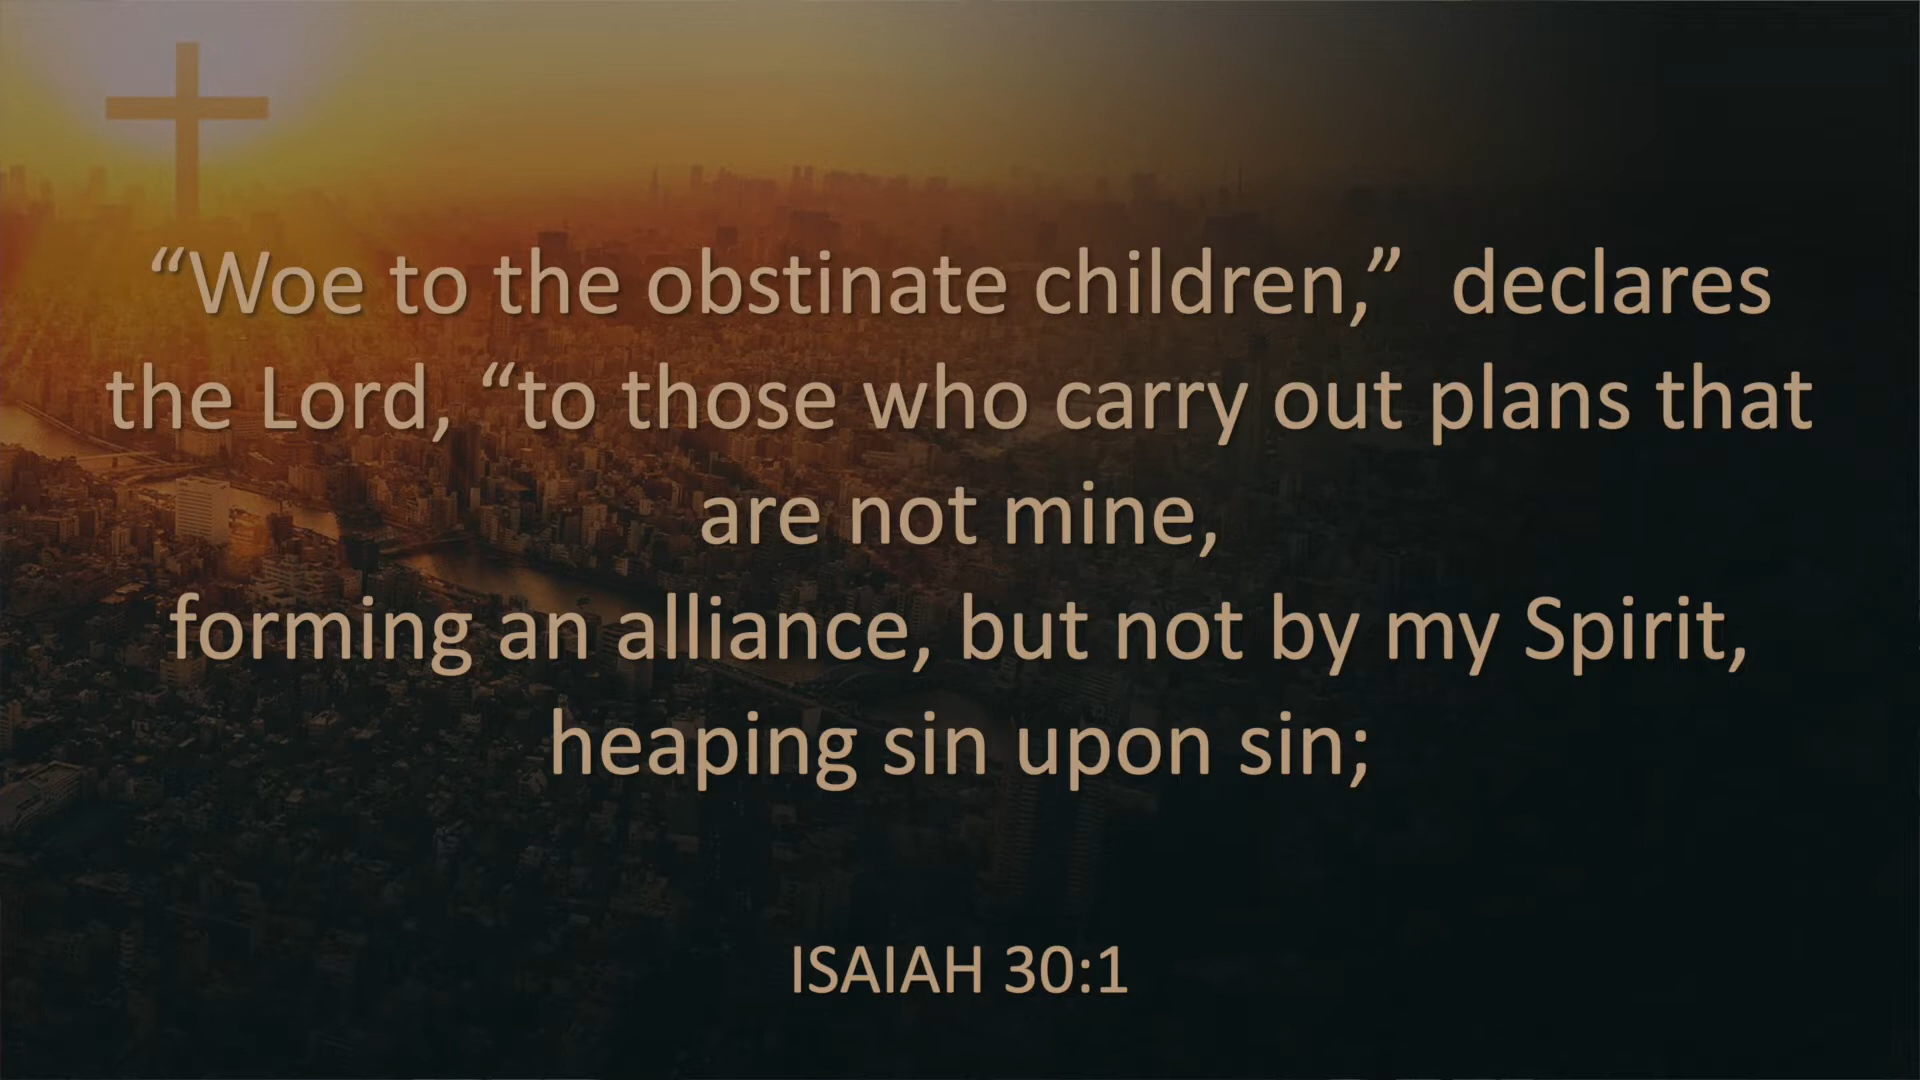 “Woe to the obstinate children,”  declares
the Lord, “to those who carry out plans that
are not mine,
forming an alliance, but not by my Spirit,
heaping sin upon sin;
ISAIAH 30:1